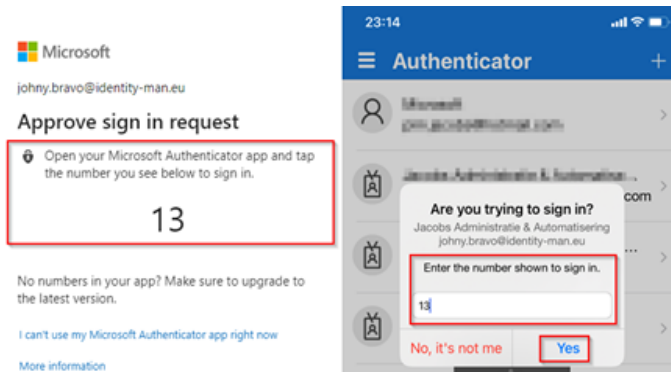 Microsoft
johny.bravo@identity-man.eu
Approve sign in request
Open your Microsoft Authenticator app and tap
the number you see below to sign in.
13
No numbers in your app? Make sure to upgrade to
the latest version.
I can't use my Microsoft Authenticator app right now
More information
23:14
Authenticator
com
...
Are you trying to sign in?
Jacobs Administratie & Automatisering
johny.bravo@identity-man.eu
Enter the number shown to sign in.
13
No, it's not me
Yes